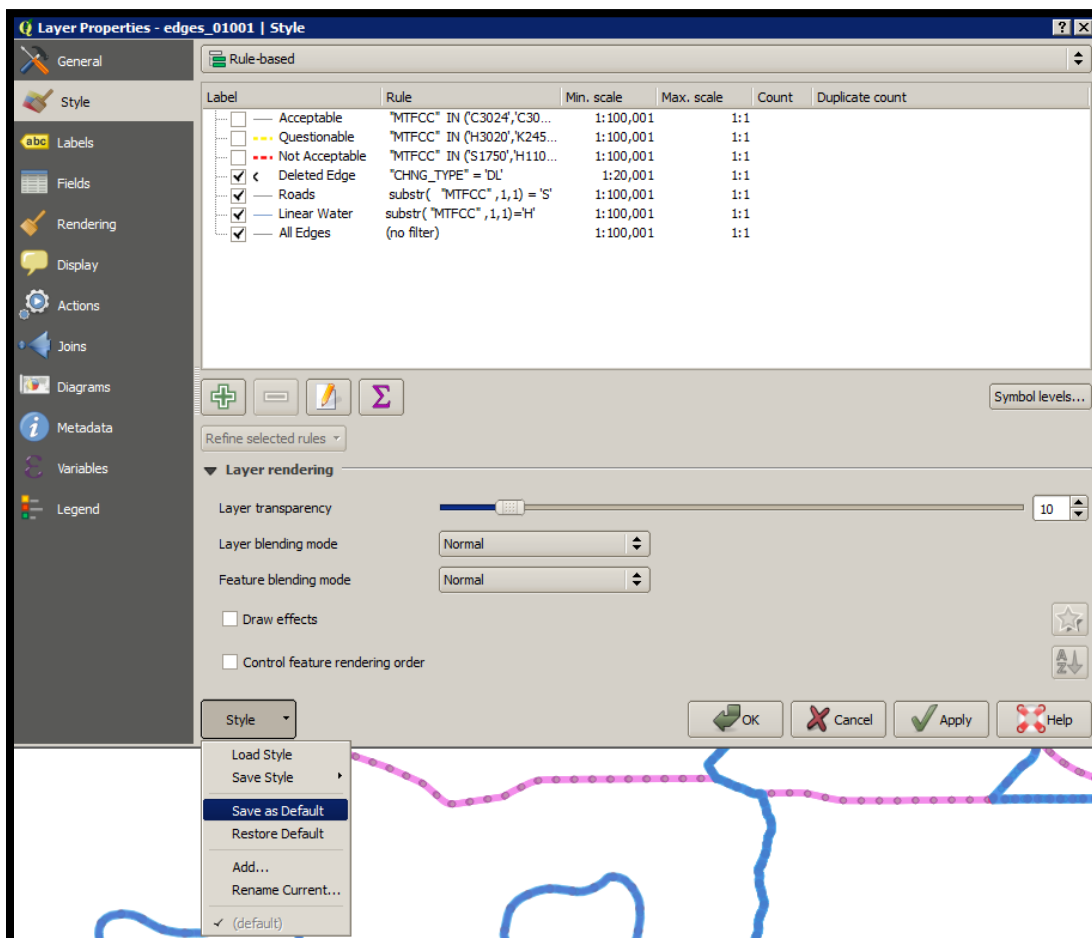 Layer Properties - edges_01001 | Style
General
Style
Labels
Fields
Rendering
Display
Actions
Joins
Diagrams
Metadata
Variables
Legend
Rule-based
Label Rule Min. scale Max. scale Count Duplicate count
Acceptable "MTFCC" IN ('C3024','C30... 1:100,001 1:1
Questionable "MTFCC" IN ('H3020','K245... 1:100,001 1:1
Not Acceptable "MTFCC" IN ('S1750','H110... 1:100,001 1:1
Deleted Edge "CHNG_TYPE" = 'DL' 1:20,001 1:1
Roads substr( "MTFCC" ,1,1) = 'S' 1:100,001 1:1
Linear Water substr( "MTFCC" ,1,1)='H' 1:100,001 1:1
All Edges (no filter) 1:100,001 1:1
Symbol levels...
Refine selected rules
Layer rendering
Layer transparency 10
Layer blending mode Normal
Feature blending mode Normal
Draw effects
Control feature rendering order
Style OK Cancel Apply Help
Load Style
Save Style
Save as Default
Restore Default
Add...
Rename Current...
(default)